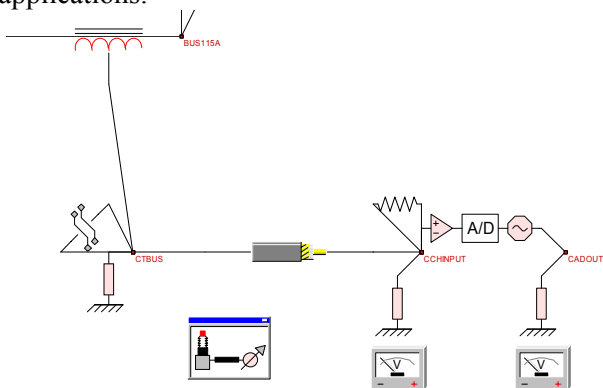 applications.
BUS115A
A/D
CTBUS
CCHINPUT
CADOUT
V
V